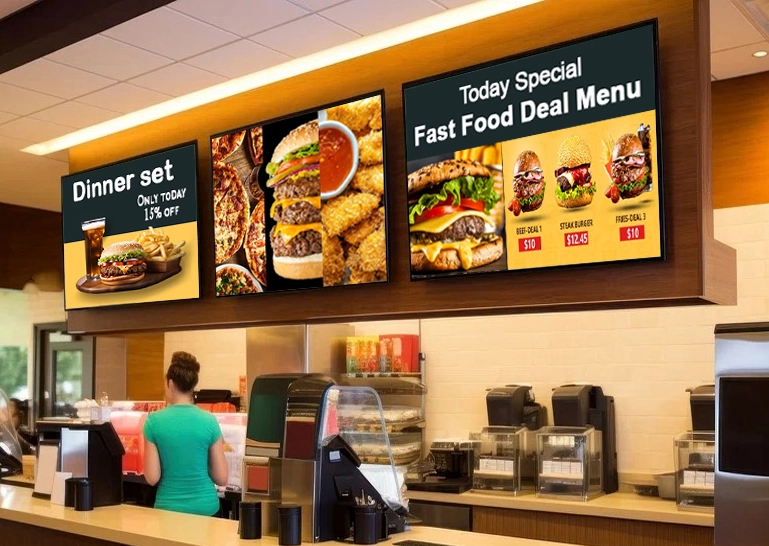 Dinner set
ONLY TODAY
15% OFF
Today Special
Fast Food Deal Menu
BEEF-DEAL 1
$10
STEAK BURGER
$12.45
FRIES-DEAL 3
$10